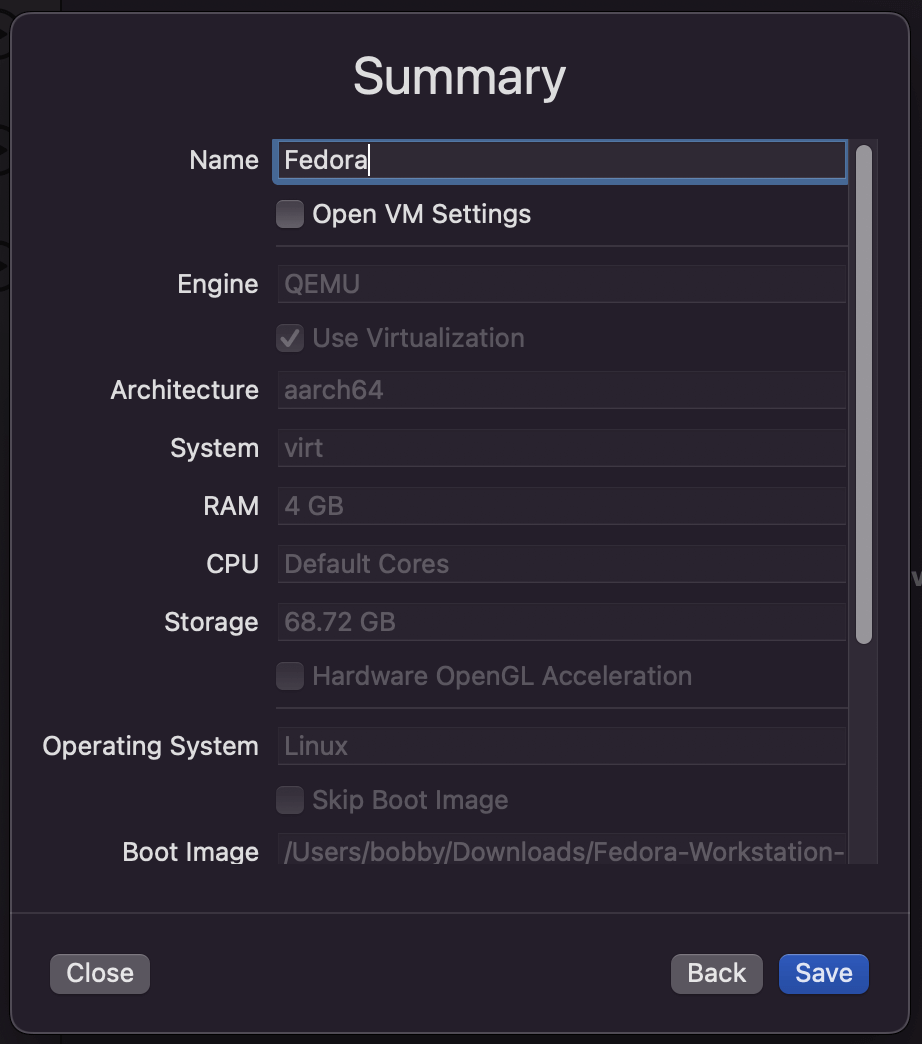 Summary
Name Fedora
Open VM Settings
Engine QEMU
Use Virtualization
Architecture aarch64
System virt
RAM 4 GB
CPU Default Cores
Storage 68.72 GB
Hardware OpenGL Acceleration
Operating System Linux
Skip Boot Image
Boot Image /Users/bobby/Downloads/Fedora-Workstation-
Close Back Save